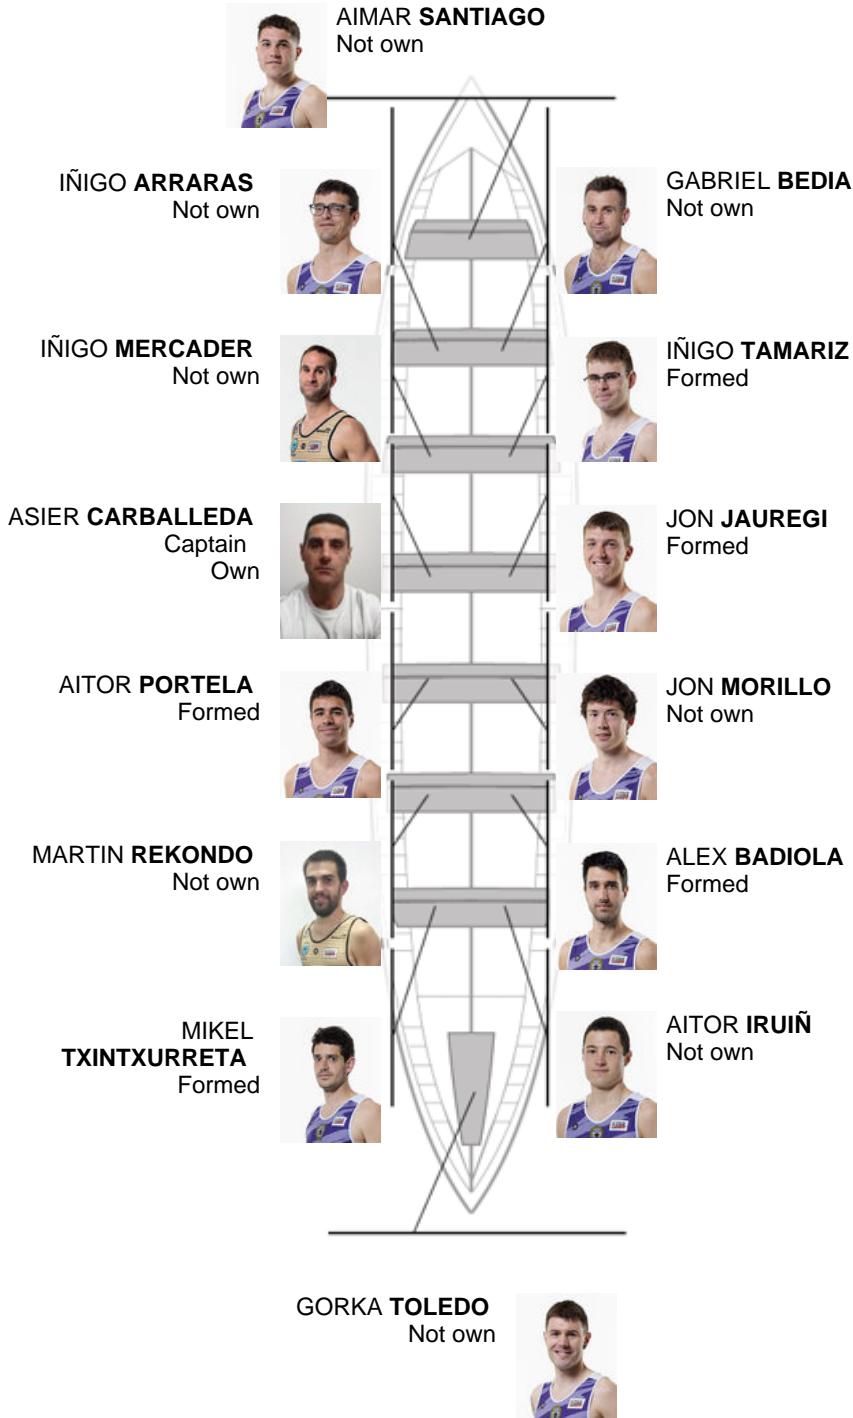 AIMAR SANTIAGO
Not own
IÑIGO ARRARAS
Not own
GABRIEL BEDIA
Not own
IÑIGO MERCADER
Not own
IÑIGO TAMARIZ
Formed
ASIER CARBALLEDA
Captain
Own
JON JAUREGI
Formed
AITOR PORTELA
Formed
JON MORILLO
Not own
MARTIN REKONDO
Not own
ALEX BADIOLA
Formed
MIKEL
TXINTXURRETA
Formed
AITOR IRUIÑ
Not own
GORKA TOLEDO
Not own